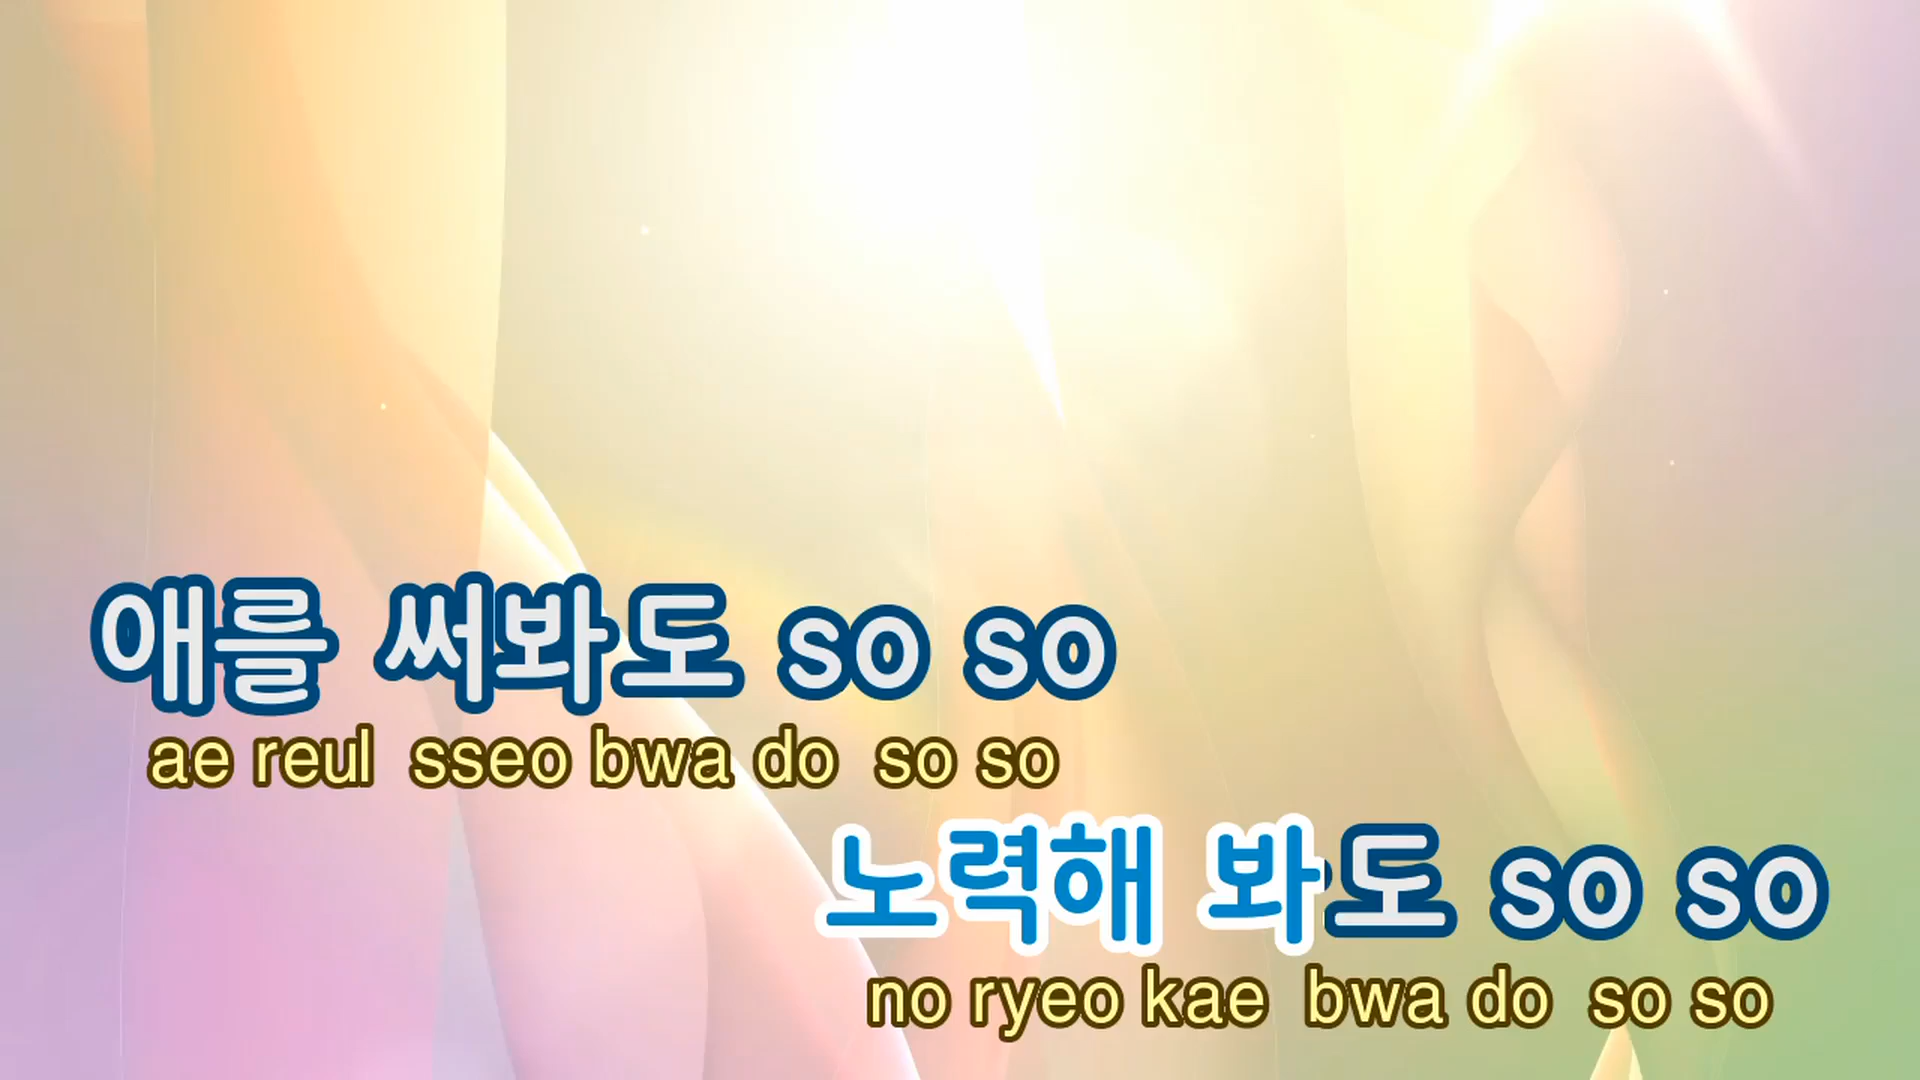 애를 써봐도 so so
ae reul sseo bwa do so so
노력해 봐도 so so
no ryeo kae bwa do so so